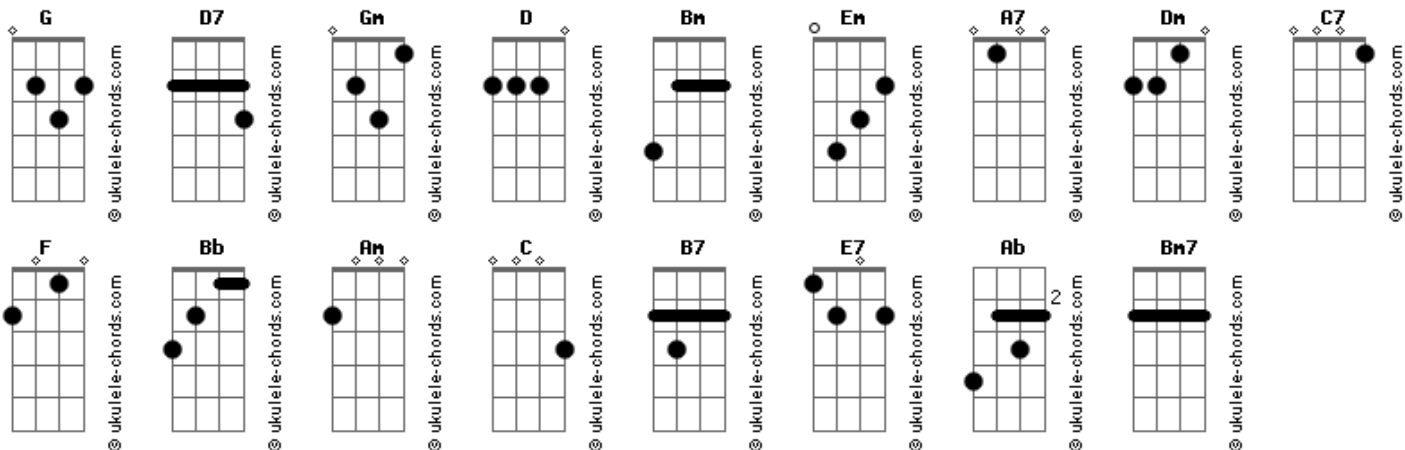 G D7 Gm D Bm Em A7 Dm C7
© ukulele-chords.com © ukulele-chords.com © ukulele-chords.com © ukulele-chords.com © ukulele-chords.com © ukulele-chords.com © ukulele-chords.com © ukulele-chords.com © ukulele-chords.com
F Bb Am C B7 E7 Ab Bm7
2
© ukulele-chords.com © ukulele-chords.com © ukulele-chords.com © ukulele-chords.com © ukulele-chords.com © ukulele-chords.com © ukulele-chords.com © ukulele-chords.com